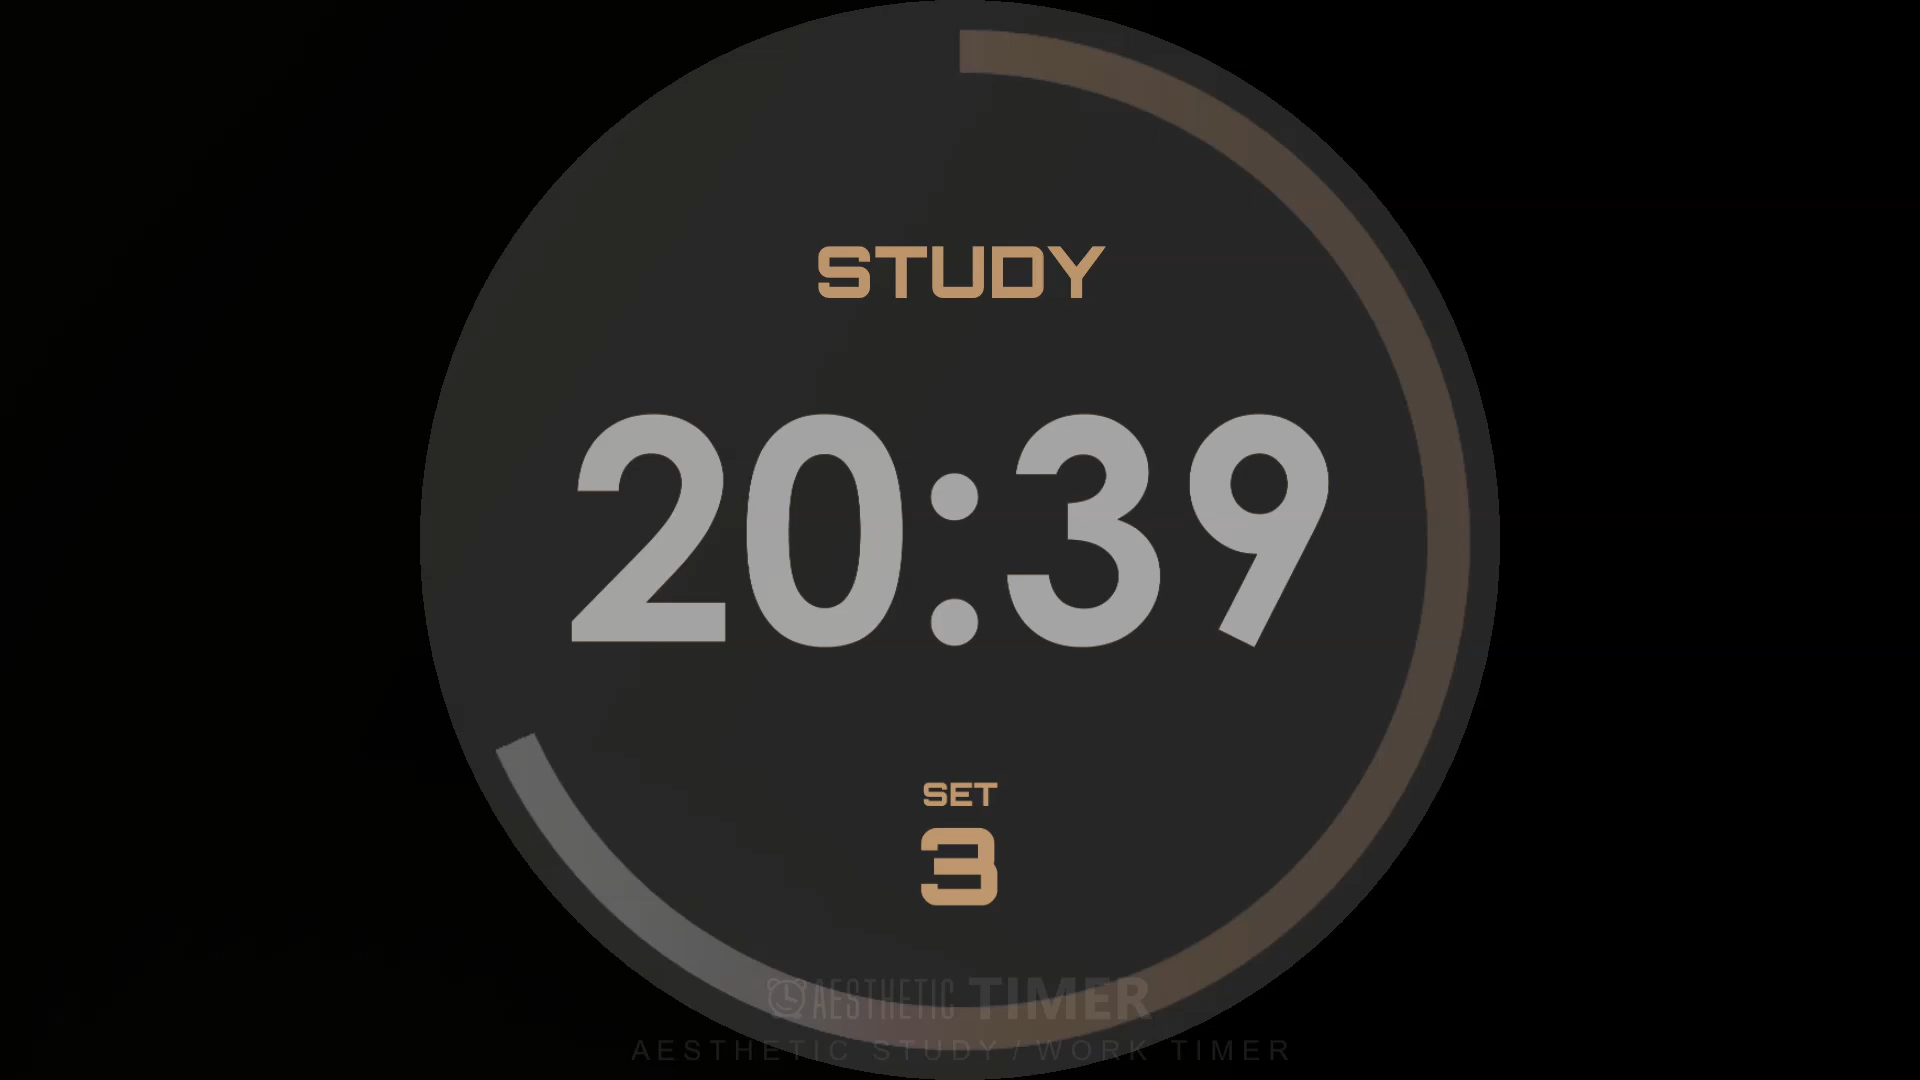 STUDY
20:39
SET
3
AESTHETIC TIMER
AESTHETIC STUDY / WORK TIMER